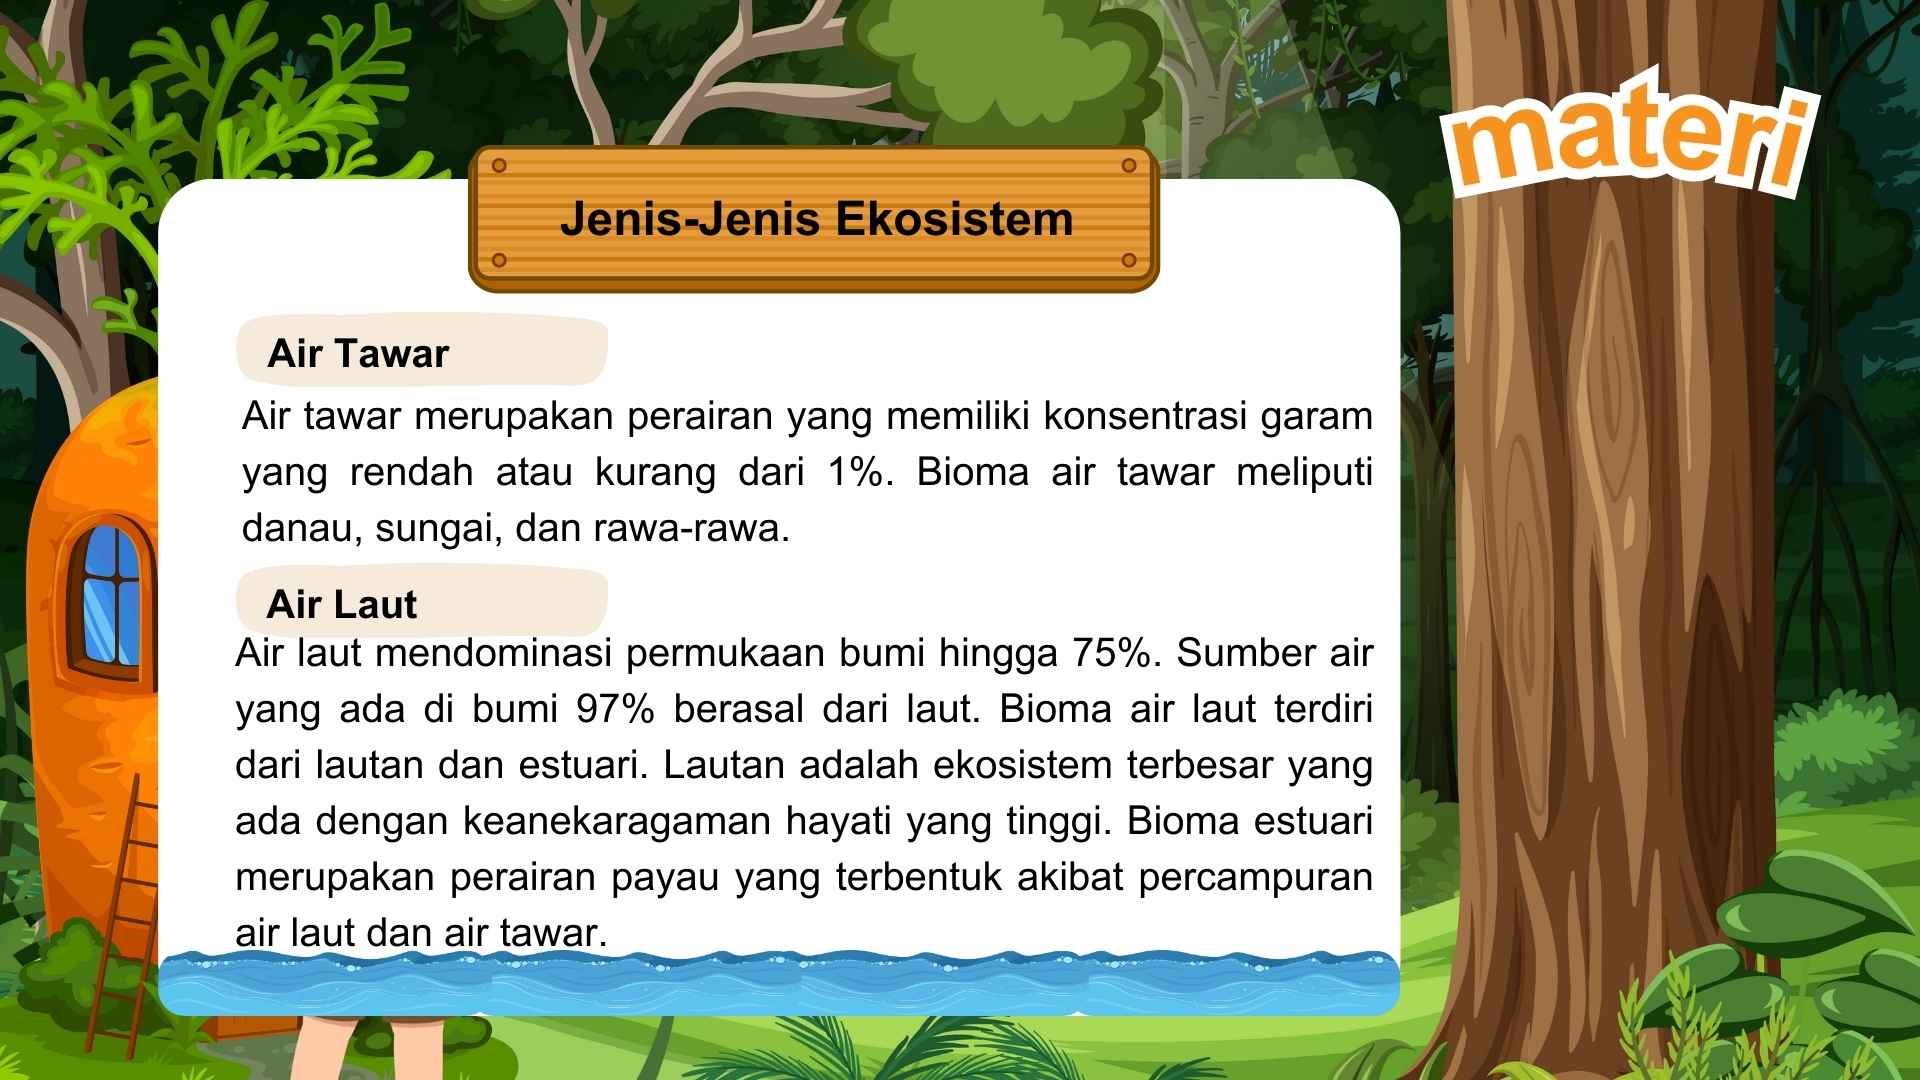 materi
Jenis-Jenis Ekosistem
Air Tawar
Air tawar merupakan perairan yang memiliki konsentrasi garam
yang rendah atau kurang dari 1%. Bioma air tawar meliputi
danau, sungai, dan rawa-rawa.
Air Laut
Air laut mendominasi permukaan bumi hingga 75%. Sumber air
yang ada di bumi 97% berasal dari laut. Bioma air laut terdiri
dari lautan dan estuari. Lautan adalah ekosistem terbesar yang
ada dengan keanekaragaman hayati yang tinggi. Bioma estuari
merupakan perairan payau yang terbentuk akibat percampuran
air laut dan air tawar.